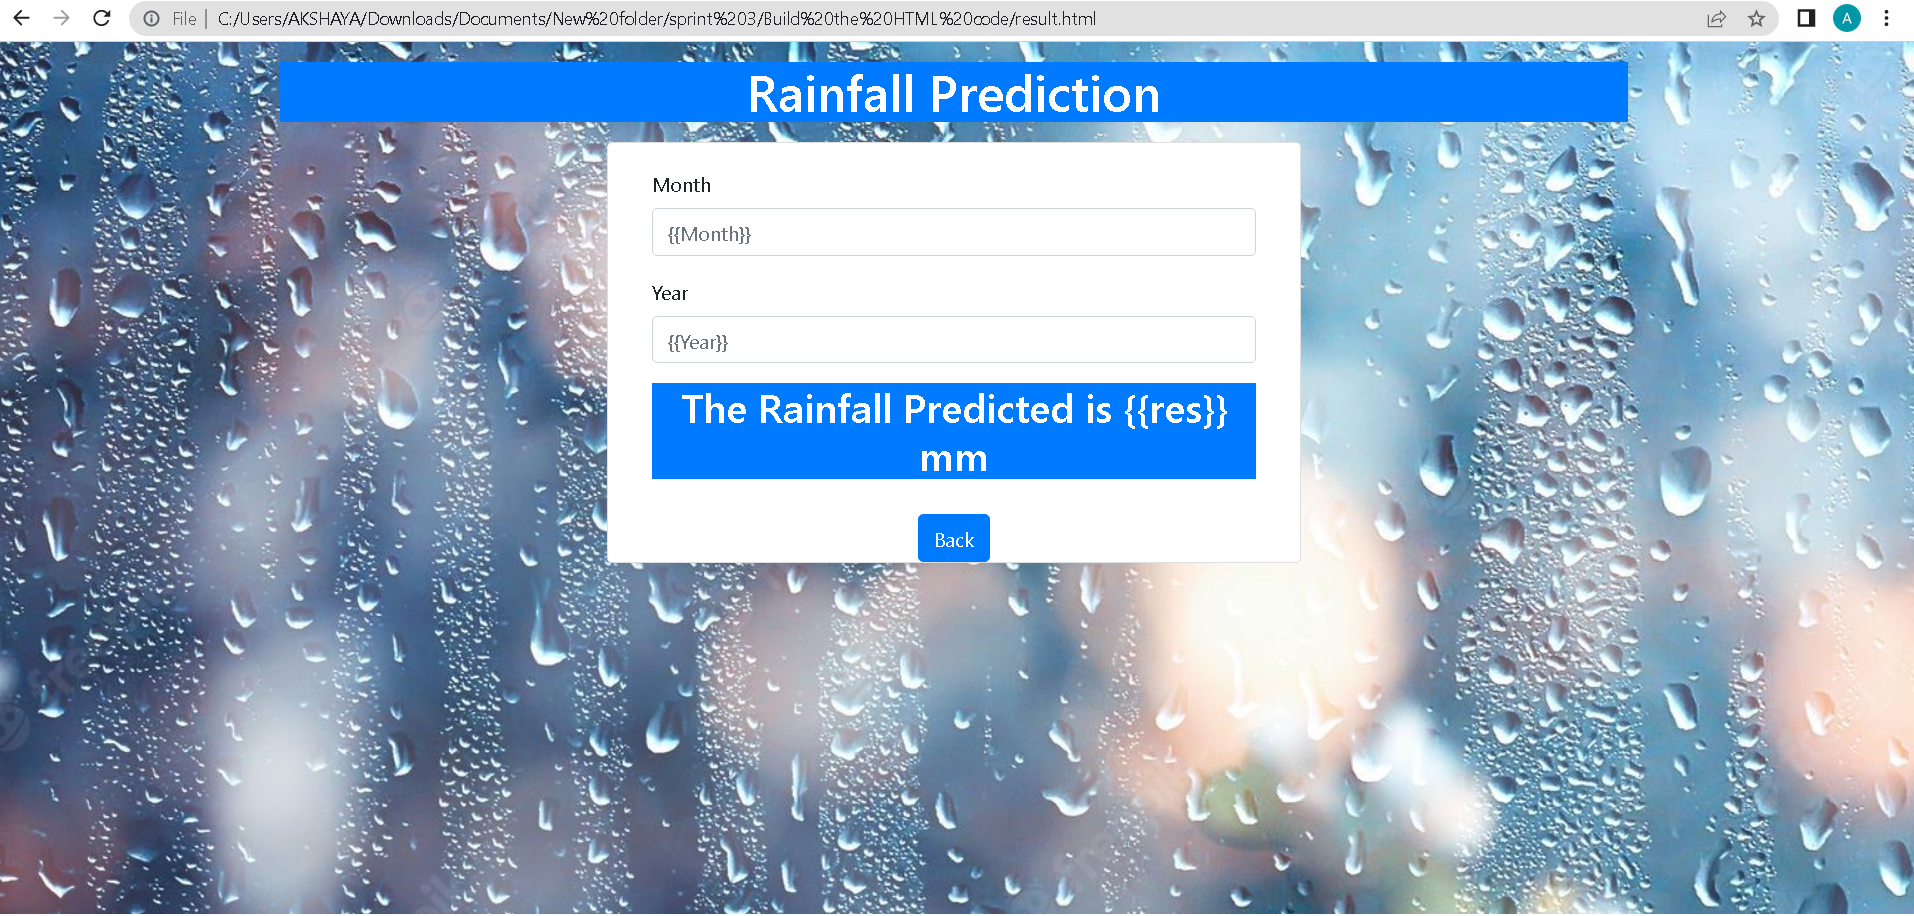 File | C:/Users/AKSHAYA/Downloads/Documents/New%20folder/sprint%203/Build%20the%20HTML%20code/result.html
A
Rainfall Prediction
Month
{{Month}}
Year
{{Year}}
The Rainfall Predicted is {{res}}
mm
Back